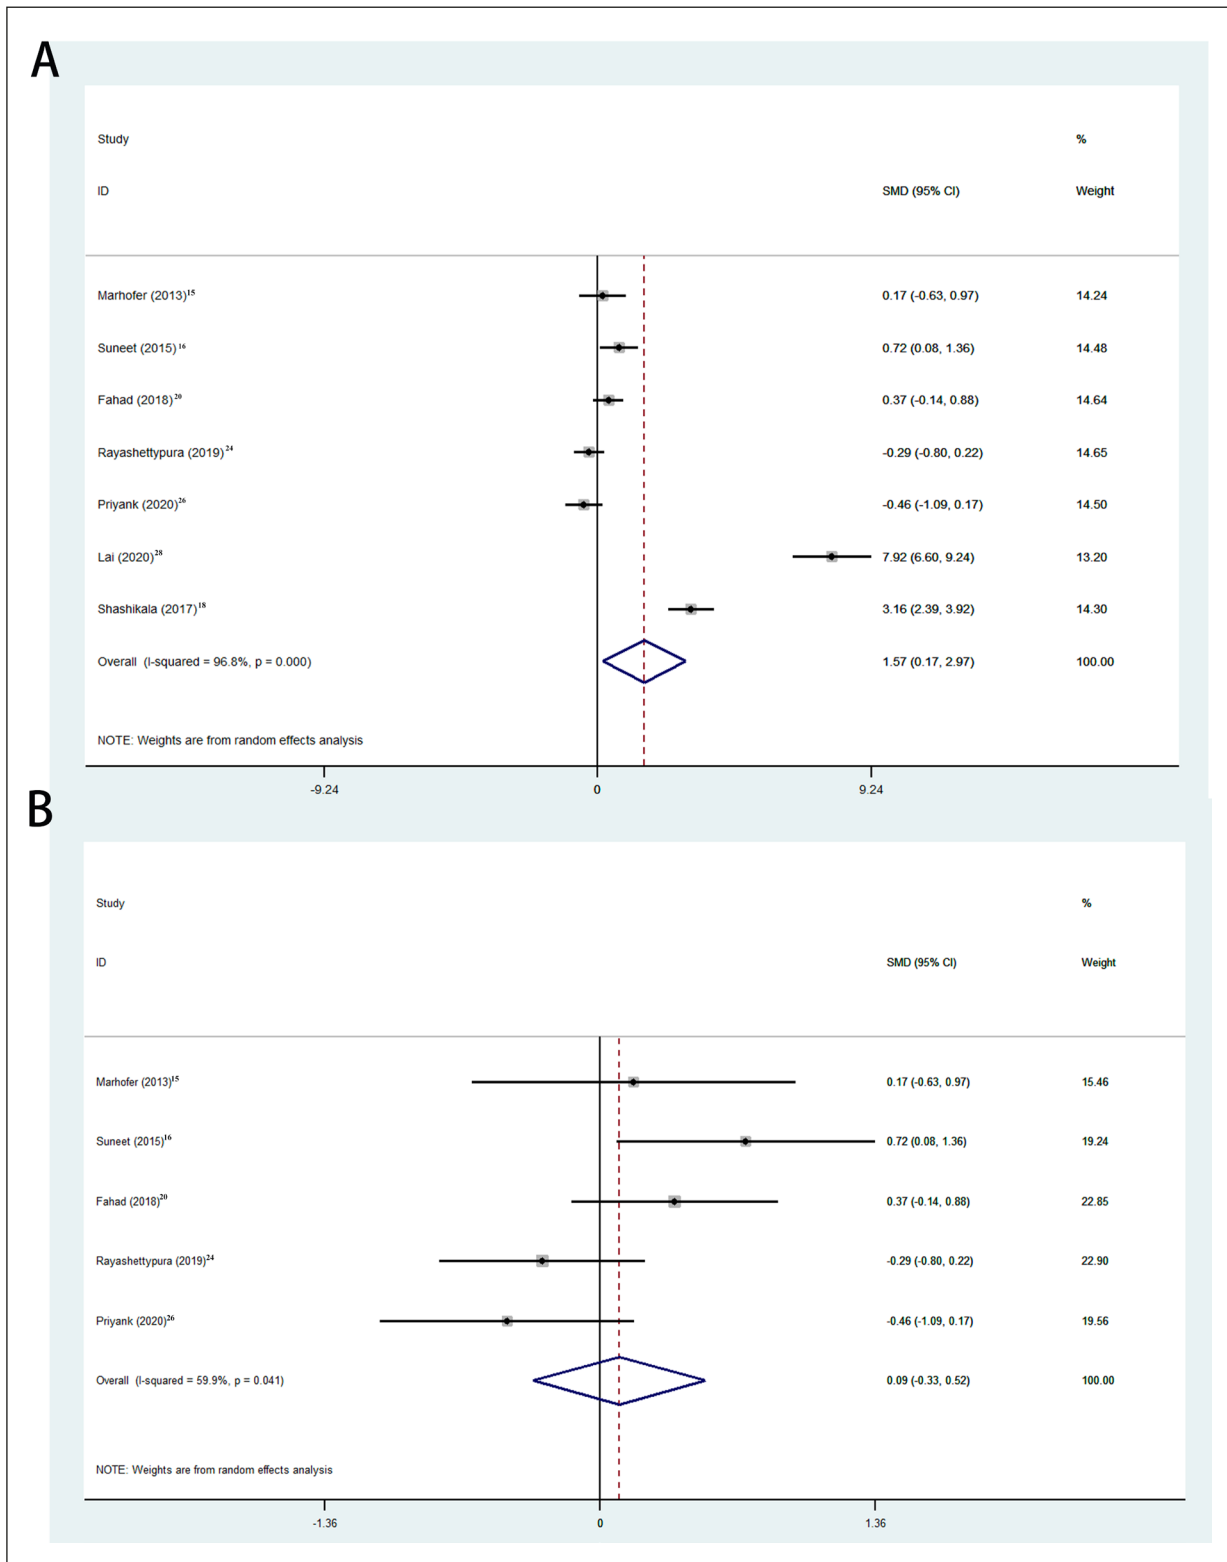 A
Study %
ID SMD (95% CI) Weight
Marhofer (2013)15 0.17 (-0.63, 0.97) 14.24
Suneet (2015) 16 0.72 (0.08, 1.36) 14.48
Fahad (2018)20 0.37 (-0.14, 0.88) 14.64
Rayashettypura (2019)24 -0.29 (-0.80, 0.22) 14.65
Priyank (2020)26 -0.46 (-1.09, 0.17) 14.50
Lai (2020)28 7.92 (6.60, 9.24) 13.20
Shashikala (2017)18 3.16 (2.39, 3.92) 14.30
Overall (I-squared = 96.8%, p = 0.000) 1.57 (0.17, 2.97) 100.00
NOTE: Weights are from random effects analysis
-9.24 0 9.24
B
Study %
ID SMD (95% CI) Weight
Marhofer (2013)15 0.17 (-0.63, 0.97) 15.46
Suneet (2015)16 0.72 (0.08, 1.36) 19.24
Fahad (2018)20 0.37 (-0.14, 0.88) 22.85
Rayashettypura (2019)24 -0.29 (-0.80, 0.22) 22.90
Priyank (2020)26 -0.46 (-1.09, 0.17) 19.56
Overall (I-squared = 59.9%, p = 0.041) 0.09 (-0.33, 0.52) 100.00
NOTE: Weights are from random effects analysis
-1.36 0 1.36